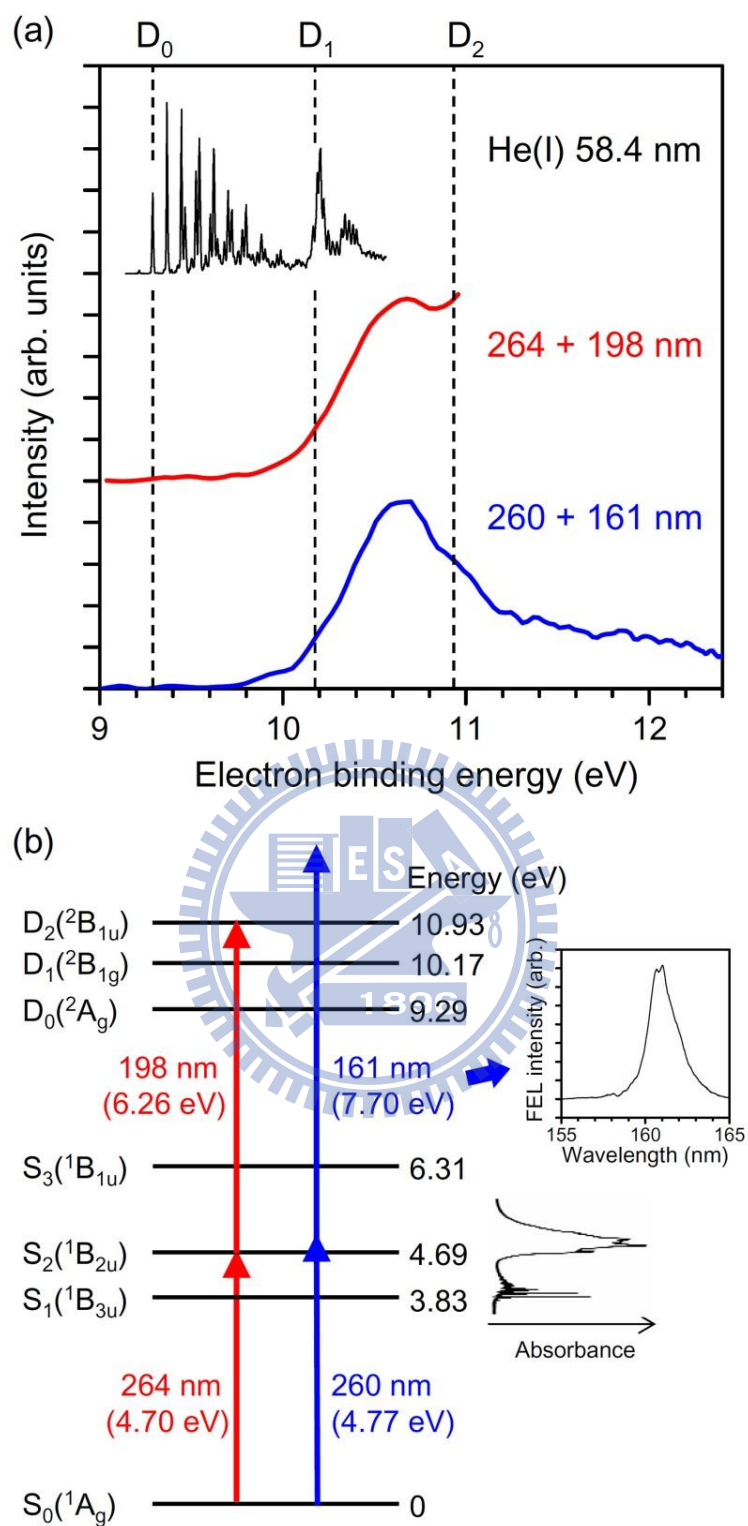 (a)
D₀ D₁ D₂
He(I) 58.4 nm
264 + 198 nm
260 + 161 nm
Intensity (arb. units)
9 10 11 12
Electron binding energy (eV)
(b)
ES A
Energy (eV)
D₂(²B₁ᵤ) 10.93
D₁(²B₁g) 10.17
D₀(²Ag) 9.29
1896
198 nm
(6.26 eV)
161 nm
(7.70 eV)
FEL intensity (arb.)
155 160 165
Wavelength (nm)
S₃(¹B₁ᵤ) 6.31
S₂(¹B₂ᵤ) 4.69
S₁(¹B₃ᵤ) 3.83
Absorbance
264 nm
(4.70 eV)
260 nm
(4.77 eV)
S₀(¹Ag) 0